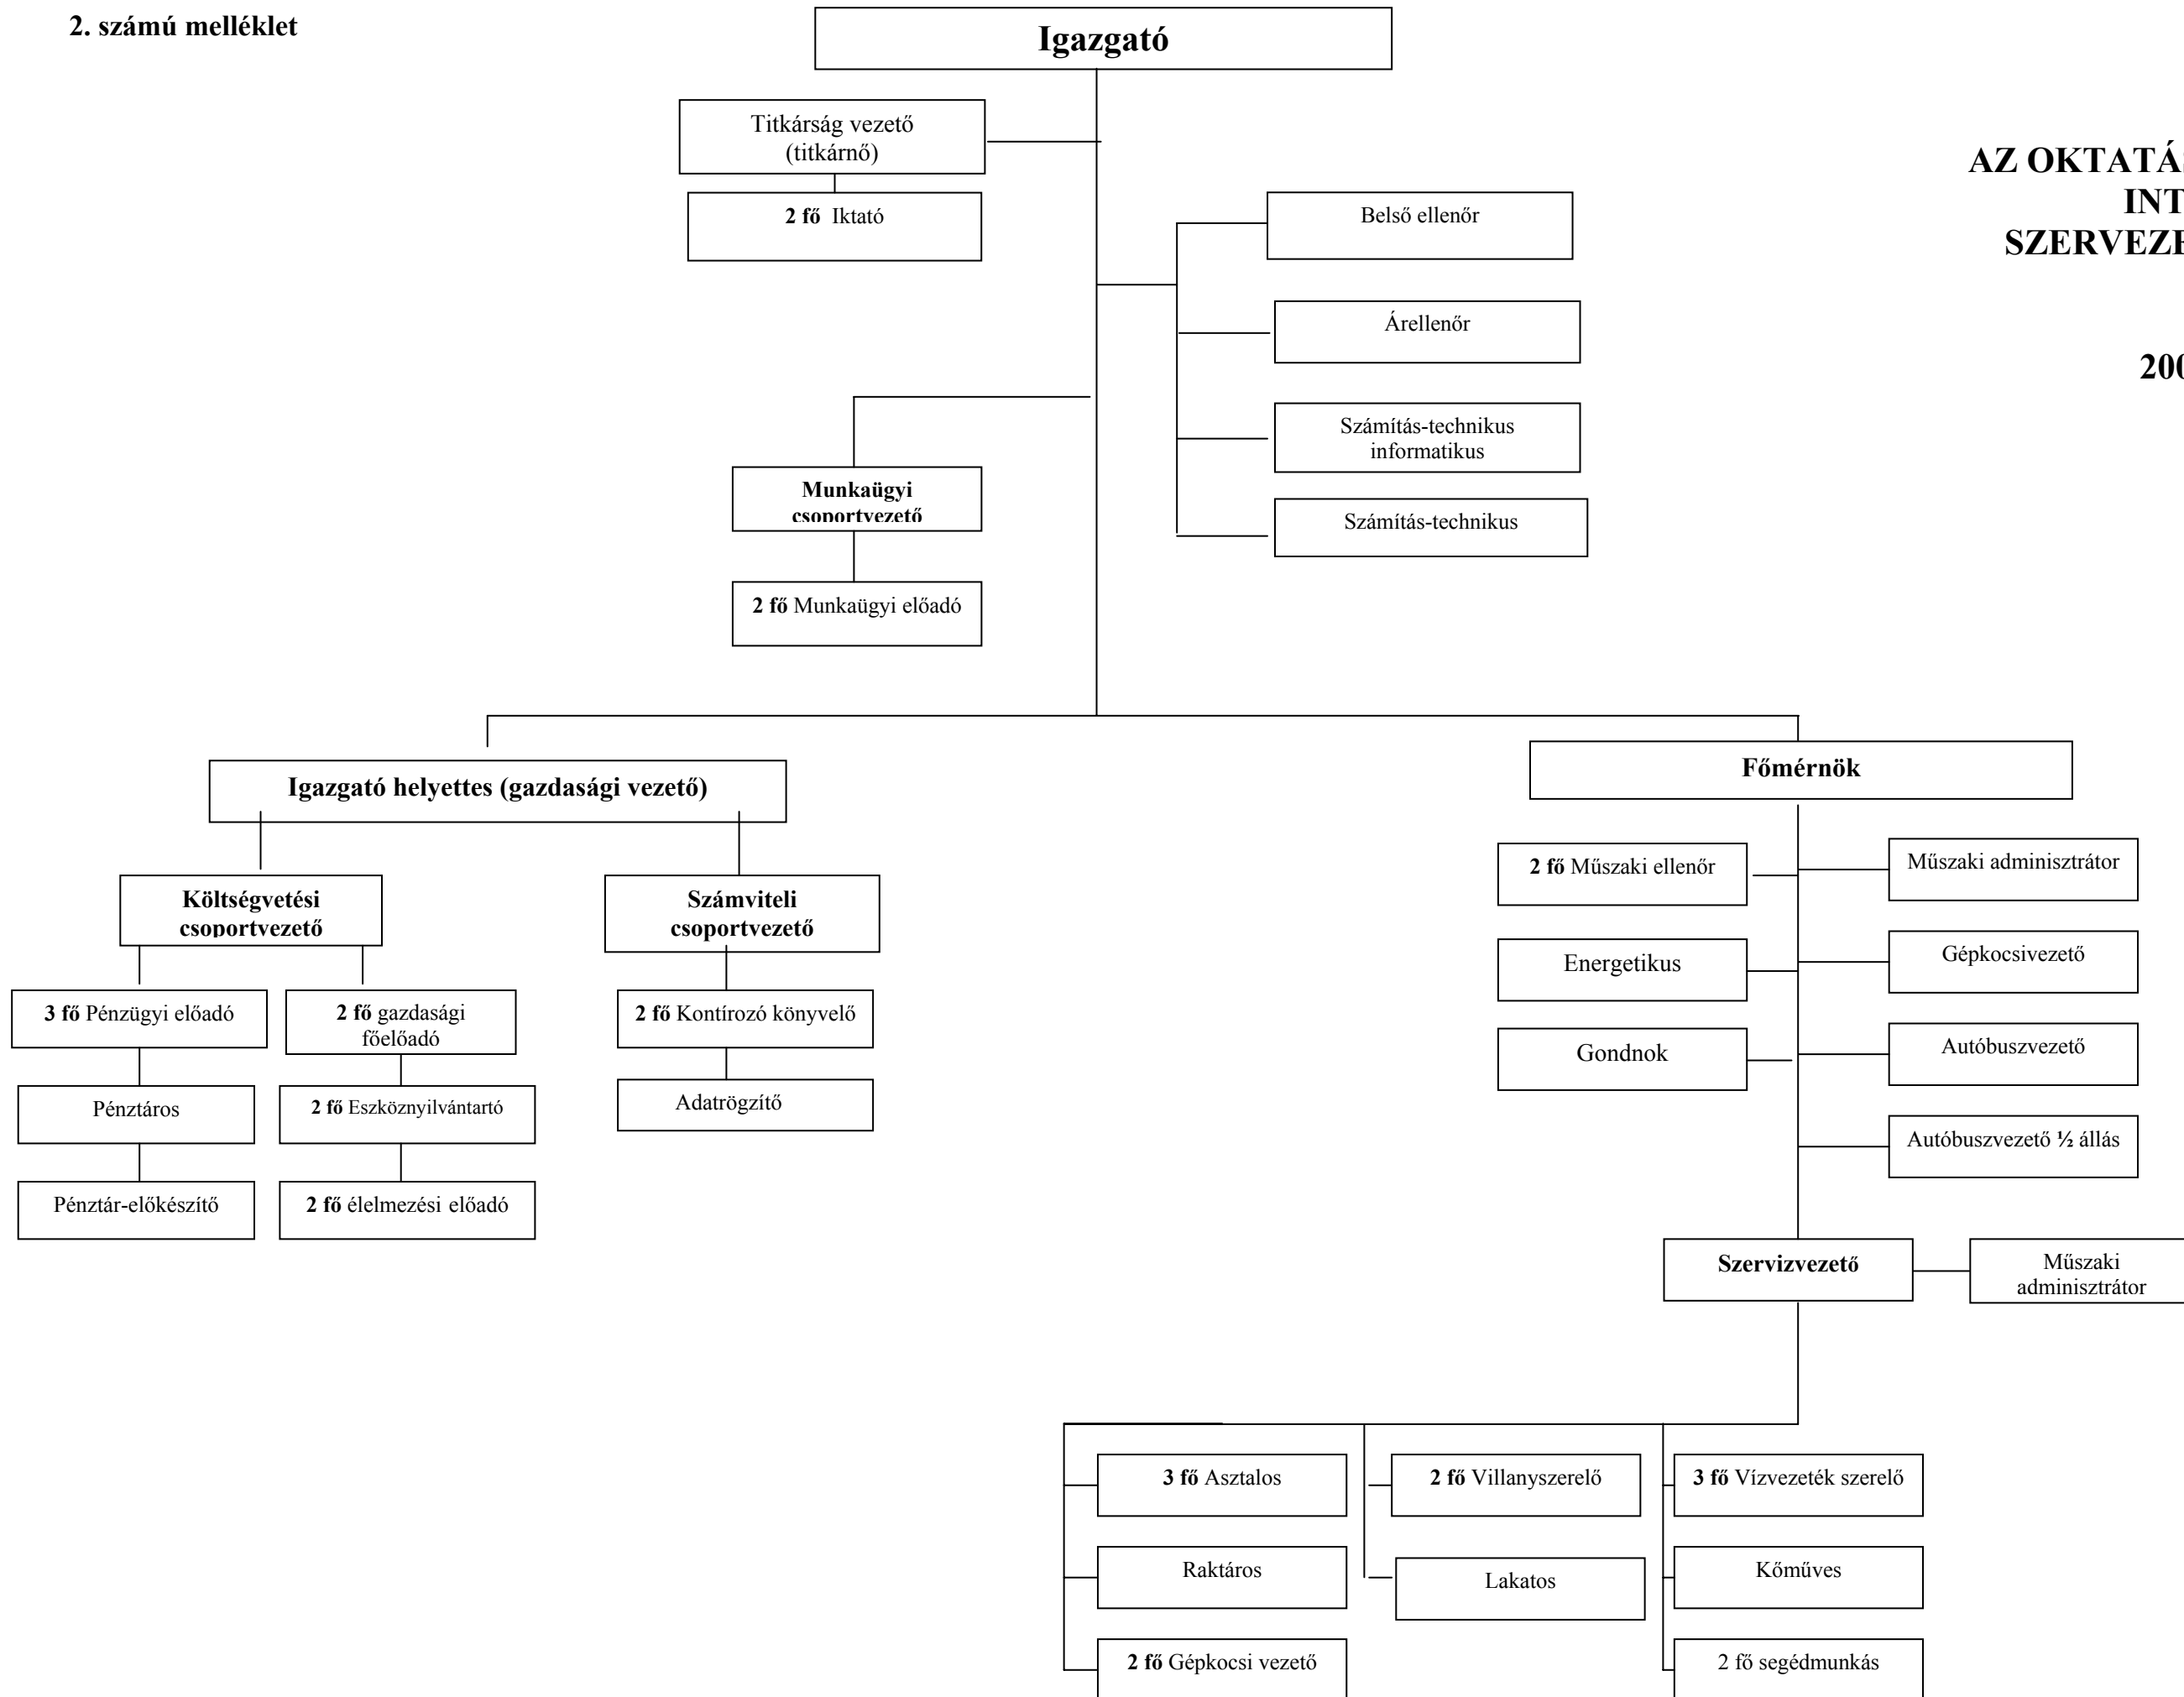 2. számú melléklet
Igazgató
Titkárság vezető
(titkárnő)
2 fő Iktató
AZ OKTATÁS
INT
SZERVEZE
200
Belső ellenőr
Árellenőr
Számítás-technikus
informatikus
Számítás-technikus
Munkaügyi
csoportvezető
2 fő Munkaügyi előadó
Igazgató helyettes (gazdasági vezető)
Főmérnök
Költségvetési
csoportvezető
Számviteli
csoportvezető
3 fő Pénzügyi előadó
2 fő gazdasági
főelőadó
2 fő Kontírozó könyvelő
Pénztáros
2 fő Eszköznyilvántartó
Adatrögzítő
Pénztár-előkészítő
2 fő élelmezési előadó
2 fő Műszaki ellenőr
Műszaki adminisztrátor
Energetikus
Gépkocsivezető
Gondnok
Autóbuszvezető
Autóbuszvezető ½ állás
Szervizvezető
Műszaki
adminisztrátor
3 fő Asztalos
2 fő Villanyszerelő
3 fő Vízvezeték szerelő
Raktáros
Lakatos
Kőműves
2 fő Gépkocsi vezető
2 fő segédmunkás